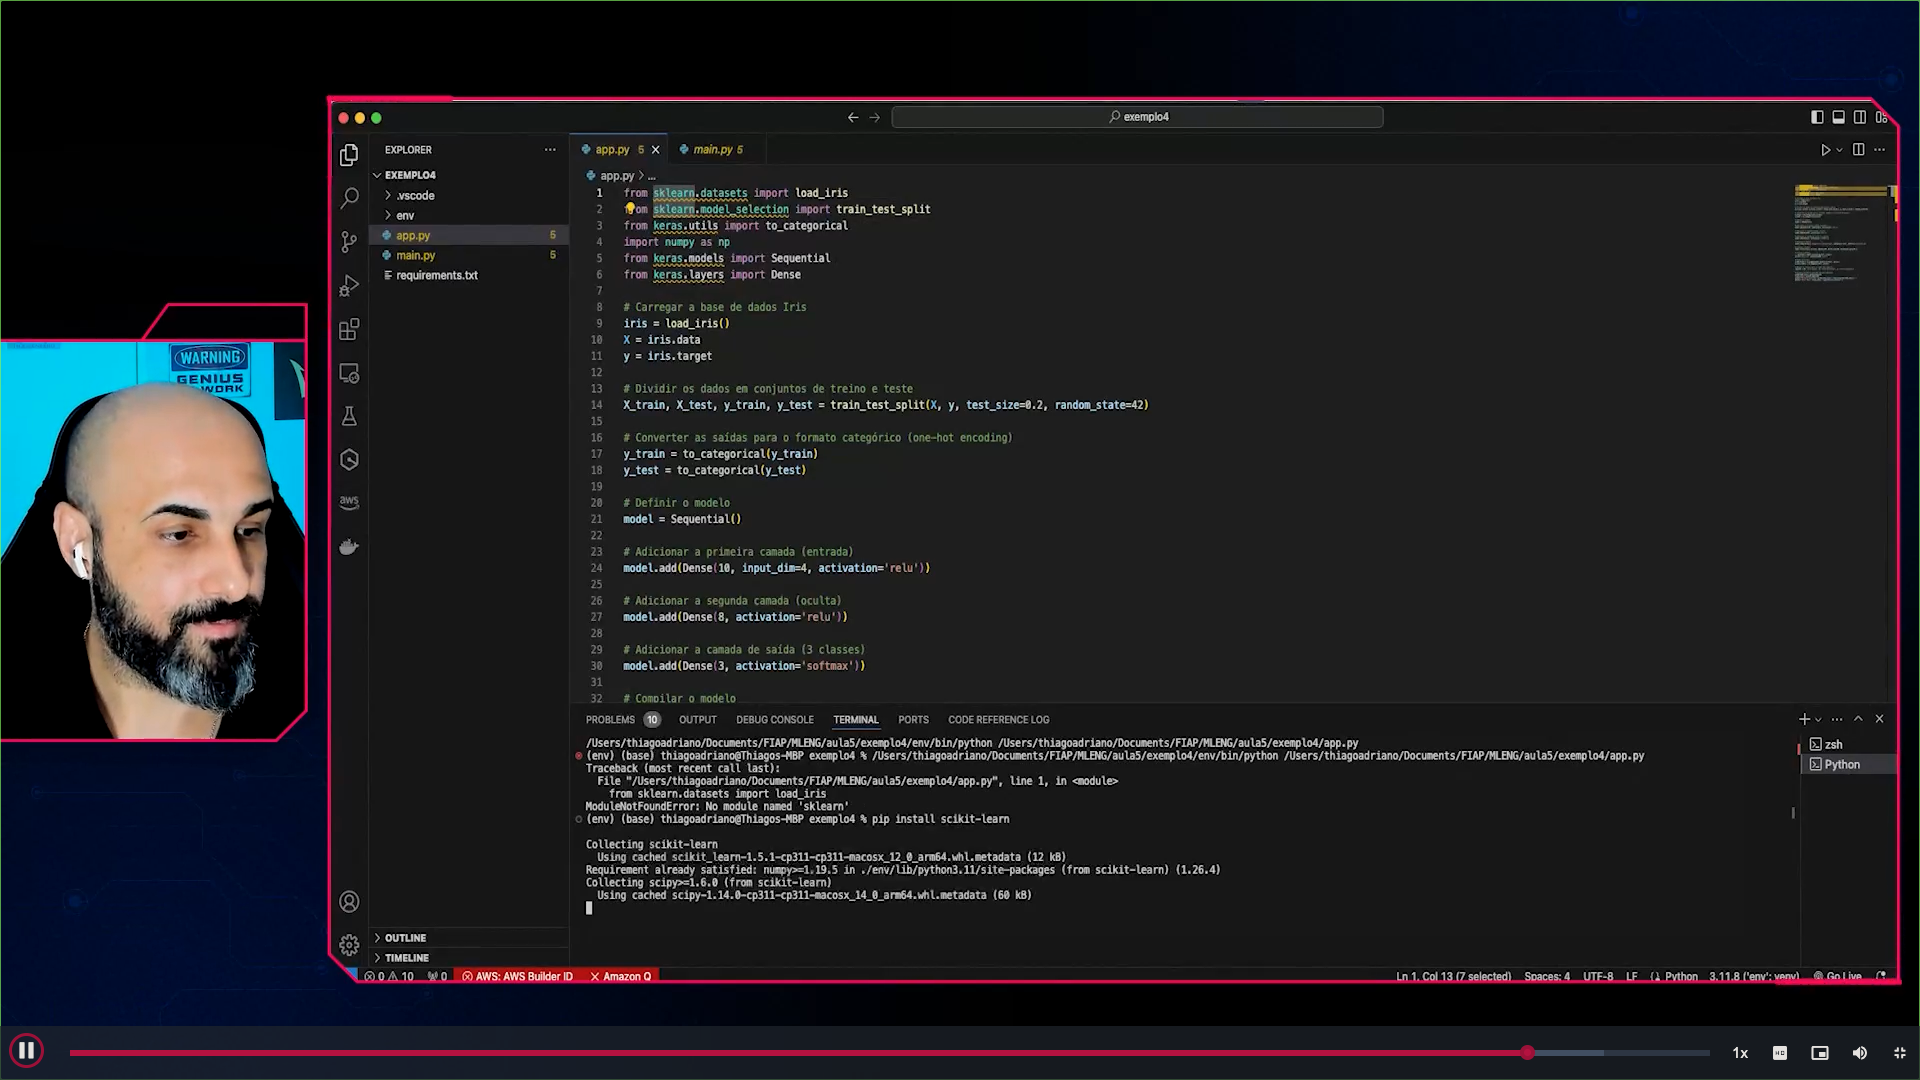 exemplo4
EXPLORER
app.py 5
main.py 5
EXEMPLO4
app.py > ...
.vscode
env
app.py 5
main.py 5
requirements.txt
1 from sklearn.datasets import load_iris
2 from sklearn.model_selection import train_test_split
3 from keras.utils import to_categorical
4 import numpy as np
5 from keras.models import Sequential
6 from keras.layers import Dense
7
8 # Carregar a base de dados Iris
9 iris = load_iris()
10 X = iris.data
11 y = iris.target
12
13 # Dividir os dados em conjuntos de treino e teste
14 X_train, X_test, y_train, y_test = train_test_split(X, y, test_size=0.2, random_state=42)
15
16 # Converter as saídas para o formato categórico (one-hot encoding)
17 y_train = to_categorical(y_train)
18 y_test = to_categorical(y_test)
19
20 # Definir o modelo
21 model = Sequential()
22
23 # Adicionar a primeira camada (entrada)
24 model.add(Dense(10, input_dim=4, activation='relu'))
25
26 # Adicionar a segunda camada (oculta)
27 model.add(Dense(8, activation='relu'))
28
29 # Adicionar a camada de saída (3 classes)
30 model.add(Dense(3, activation='softmax'))
31
32 # Compilar o modelo
WARNING
GENIUS
WORK
aws
PROBLEMS 10 OUTPUT DEBUG CONSOLE TERMINAL PORTS CODE REFERENCE LOG
/Users/thiagoadriano/Documents/FIAP/MLENG/aula5/exemplo4/env/bin/python /Users/thiagoadriano/Documents/FIAP/MLENG/aula5/exemplo4/app.py
(env) (base) thiagoadriano@Thiagos-MBP exemplo4 % /Users/thiagoadriano/Documents/FIAP/MLENG/aula5/exemplo4/env/bin/python /Users/thiagoadriano/Documents/FIAP/MLENG/aula5/exemplo4/app.py
Traceback (most recent call last):
File "/Users/thiagoadriano/Documents/FIAP/MLENG/aula5/exemplo4/app.py", line 1, in <module>
from sklearn.datasets import load_iris
ModuleNotFoundError: No module named 'sklearn'
(env) (base) thiagoadriano@Thiagos-MBP exemplo4 % pip install scikit-learn
Collecting scikit-learn
Using cached scikit_learn-1.5.1-cp311-cp311-macosx_12_0_arm64.whl.metadata (12 kB)
Requirement already satisfied: numpy>=1.19.5 in ./env/lib/python3.11/site-packages (from scikit-learn) (1.26.4)
Collecting scipy>=1.6.0 (from scikit-learn)
Using cached scipy-1.14.0-cp311-cp311-macosx_14_0_arm64.whl.metadata (60 kB)
zsh
Python
OUTLINE
TIMELINE
0 10 0 AWS: AWS Builder ID Amazon Q
Ln 1, Col 13 (7 selected) Spaces: 4 UTF-8 LF Python 3.11.8 ('env': venv) Go Live
1x